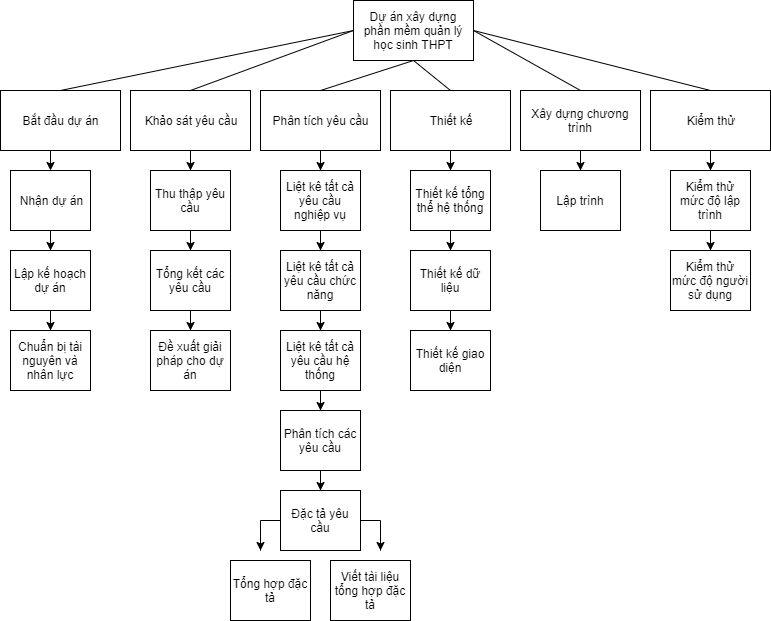 Dự án xây dựng
phần mềm quản lý
học sinh THPT
Bắt đầu dự án
Khảo sát yêu cầu
Phân tích yêu cầu
Thiết kế
Xây dựng chương
trình
Kiểm thử
Nhận dự án
Thu thập yêu
cầu
Liệt kê tất cả
yêu cầu
nghiệp vụ
Thiết kế tổng
thể hệ thống
Lập trình
Kiểm thử
mức độ lập
trình
Lập kế hoạch
dự án
Tổng kết các
yêu cầu
Liệt kê tất cả
yêu cầu chức
năng
Thiết kế dữ
liệu
Kiểm thử
mức độ người
sử dụng
Chuẩn bị tài
nguyên và
nhân lực
Đề xuất giải
pháp cho dự
án
Liệt kê tất cả
yêu cầu hệ
thống
Thiết kế giao
diện
Phân tích các
yêu cầu
Đặc tả yêu
cầu
Tổng hợp đặc
tả
Viết tài liệu
tổng hợp đặc
tả